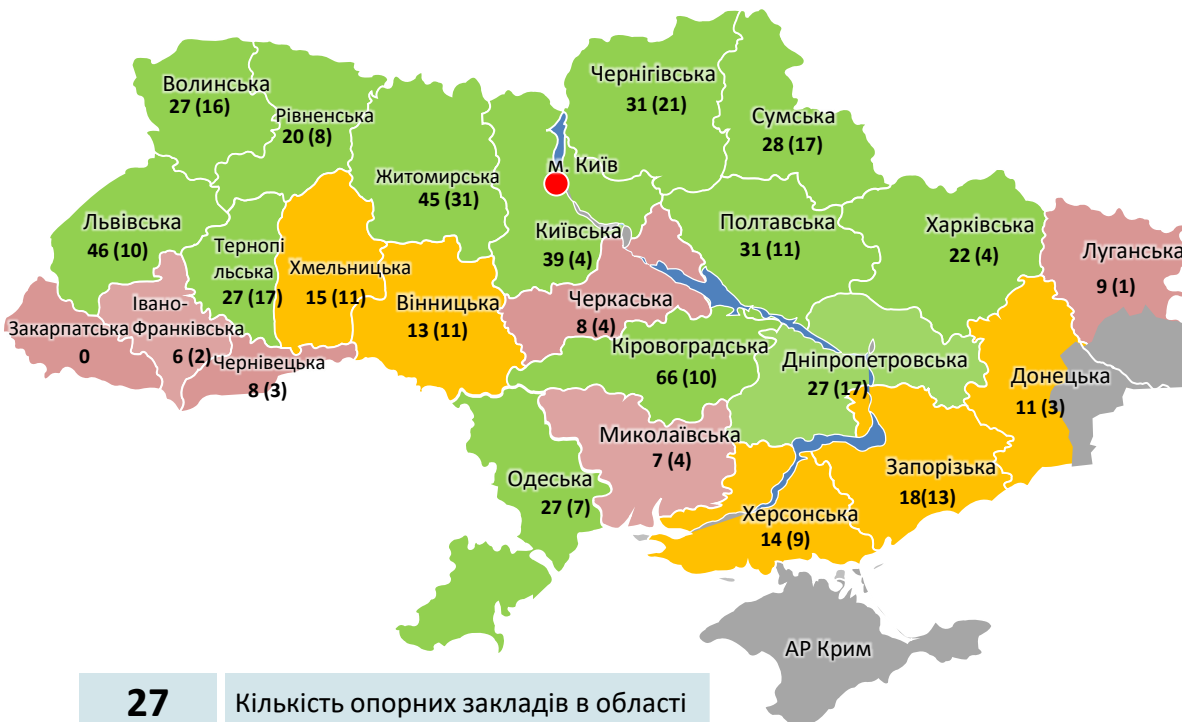 Волинська
27 (16)
Рівненська
20 (8)
Житомирська
45 (31)
м. Київ
Київська
39 (4)
Чернігівська
31 (21)
Сумська
28 (17)
Львівська
46 (10)
Тернопі
льська
27 (17)
Хмельницька
15 (11)
Вінницька
13 (11)
Черкаська
8 (4)
Полтавська
31 (11)
Харківська
22 (4)
Луганська
9 (1)
Закарпатська
0
Івано-
Франківська
6 (2)
Чернівецька
8 (3)
Кіровоградська
66 (10)
Дніпропетровська
27 (17)
Донецька
11 (3)
Одеська
27 (7)
Миколаївська
7 (4)
Херсонська
14 (9)
Запорізька
18(13)
АР Крим
27
Кількість опорних закладів в області